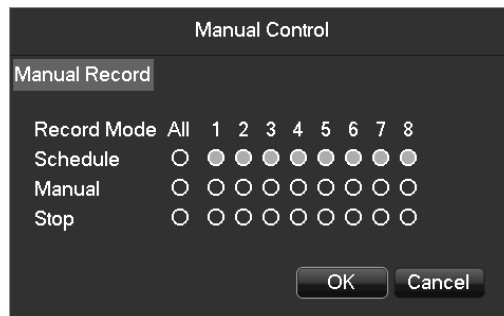 Manual Control
Manual Record
Record Mode All 1 2 3 4 5 6 7 8
Schedule
Manual
Stop
OK Cancel